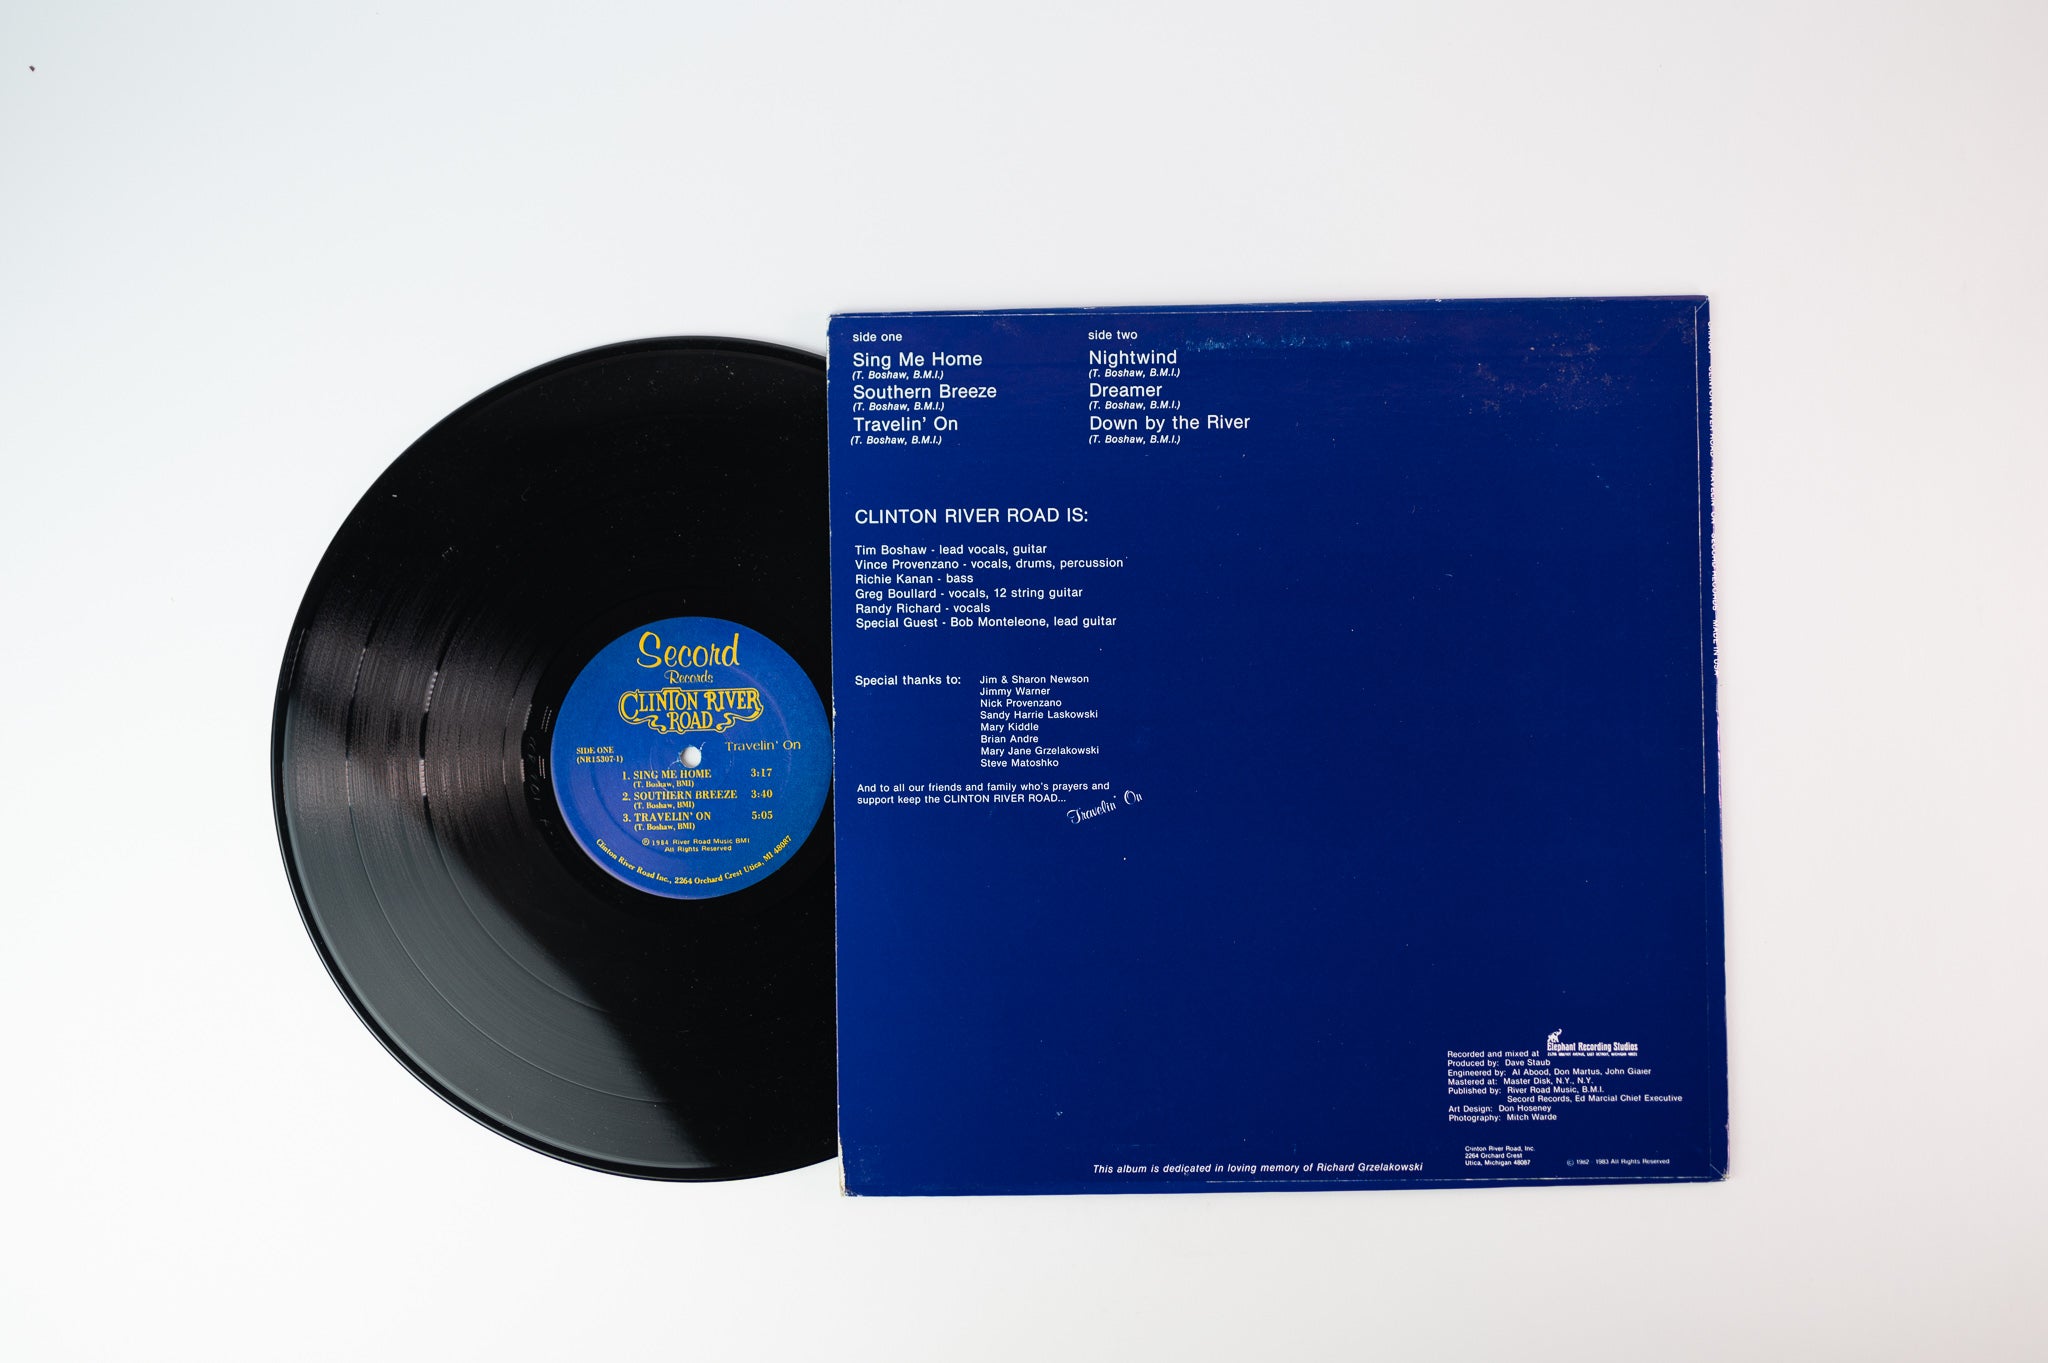 Second
Records
CLINTON RIVER
ROAD
Travelin' On
SIDE ONE
(NR15307-1)
1. SING ME HOME 3:17
(T. Boshaw, BMI)
2. SOUTHERN BREEZE 3:40
(T. Boshaw, BMI)
3. TRAVELIN' ON 5:05
(T. Boshaw, BMI)
℗ 1984 River Road Music BMI
All Rights Reserved
Clinton River Road Inc., 2264 Orchard Crest Utica, MI 48087
side one
Sing Me Home
(T. Boshaw, B.M.I.)
Southern Breeze
(T. Boshaw, B.M.I.)
Travelin' On
(T. Boshaw, B.M.I.)
side two
Nightwind
(T. Boshaw, B.M.I.)
Dreamer
(T. Boshaw, B.M.I.)
Down by the River
(T. Boshaw, B.M.I.)
CLINTON RIVER ROAD IS:
Tim Boshaw - lead vocals, guitar
Vince Provenzano - vocals, drums, percussion
Richie Kanan - bass
Greg Boullard - vocals, 12 string guitar
Randy Richard - vocals
Special Guest - Bob Monteleone, lead guitar
Special thanks to: Jim & Sharon Newson
Jimmy Warner
Nick Provenzano
Sandy Harrie Laskowski
Mary Kiddle
Brian Andre
Mary Jane Grzelakowski
Steve Matoshko
And to all our friends and family who's prayers and
support keep the CLINTON RIVER ROAD...
Travelin' On
Elephant Recording Studios
Recorded and mixed at
Produced by: Dave Staub
Engineered by: Al Abood, Don Martus, John Giaier
Mastered at: Master Disk, N.Y., N.Y.
Published by: River Road Music, B.M.I.
Secord Records, Ed Marcial Chief Executive
Art Design: Don Hoseney
Photography: Mitch Warde
Clinton River Road, Inc.
2264 Orchard Crest
Utica, Michigan 48087
© 1982 1983 All Rights Reserved
This album is dedicated in loving memory of Richard Grzelakowski